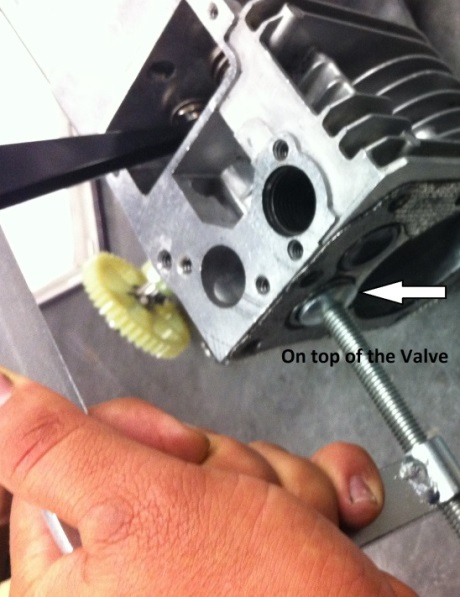 On top of the Valve